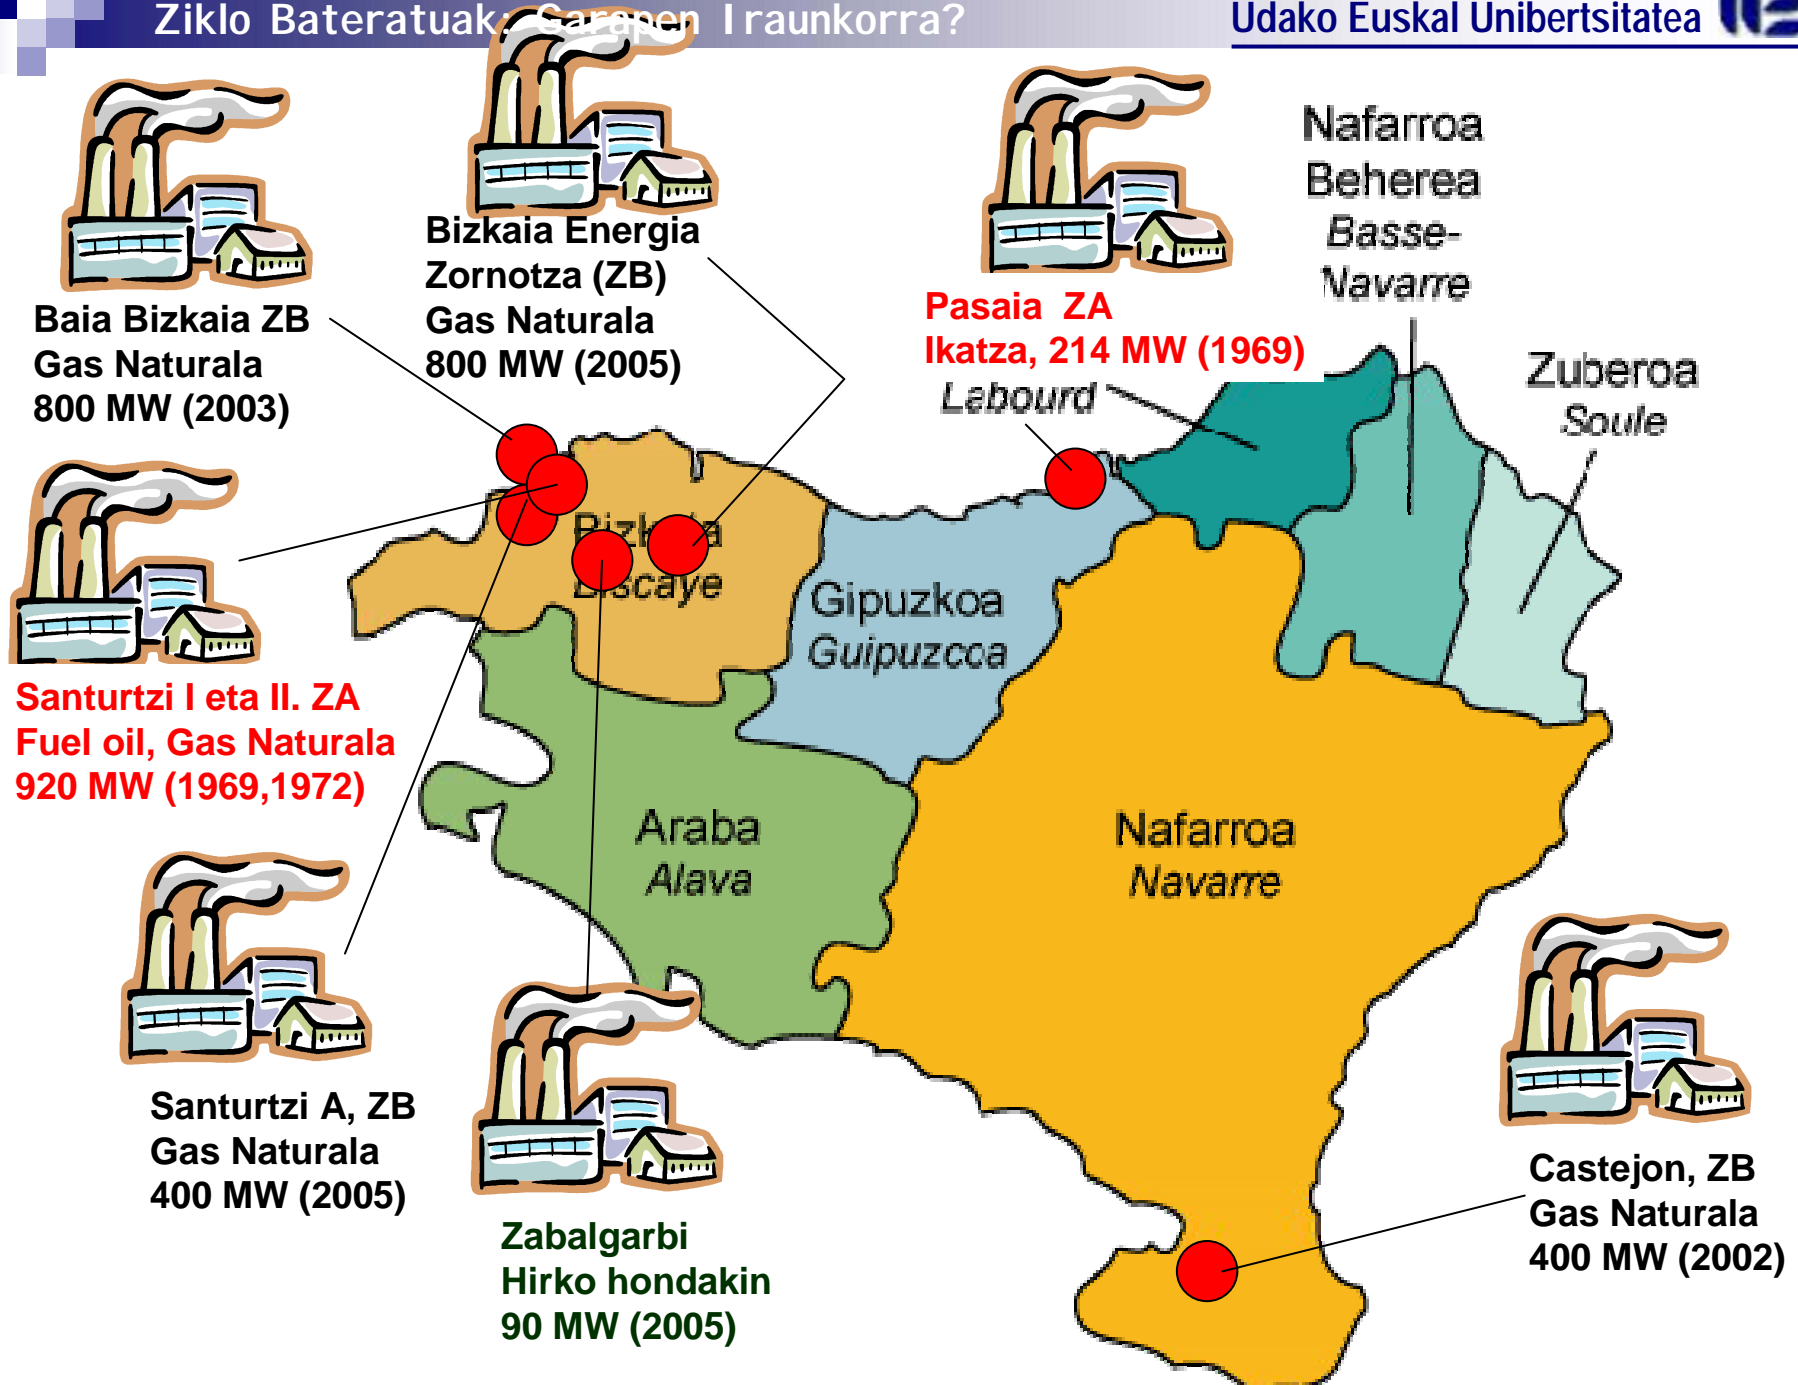 Ziklo Bateratuak: Garapen Iraunkorra?
Udako Euskal Unibertsitatea
Bizkaia Energia
Zornotza (ZB)
Gas Naturala
800 MW (2005)
Baia Bizkaia ZB
Gas Naturala
800 MW (2003)
Pasaia ZA
Ikatza, 214 MW (1969)
Labourd
Nafarroa
Beherea
Basse-
Navarre
Zuberoa
Soule
Bizkaia
Biscaye
Gipuzkoa
Guipuzcoa
Santurtzi I eta II. ZA
Fuel oil, Gas Naturala
920 MW (1969,1972)
Araba
Alava
Nafarroa
Navarre
Santurtzi A, ZB
Gas Naturala
400 MW (2005)
Zabalgarbi
Hirko hondakin
90 MW (2005)
Castejon, ZB
Gas Naturala
400 MW (2002)